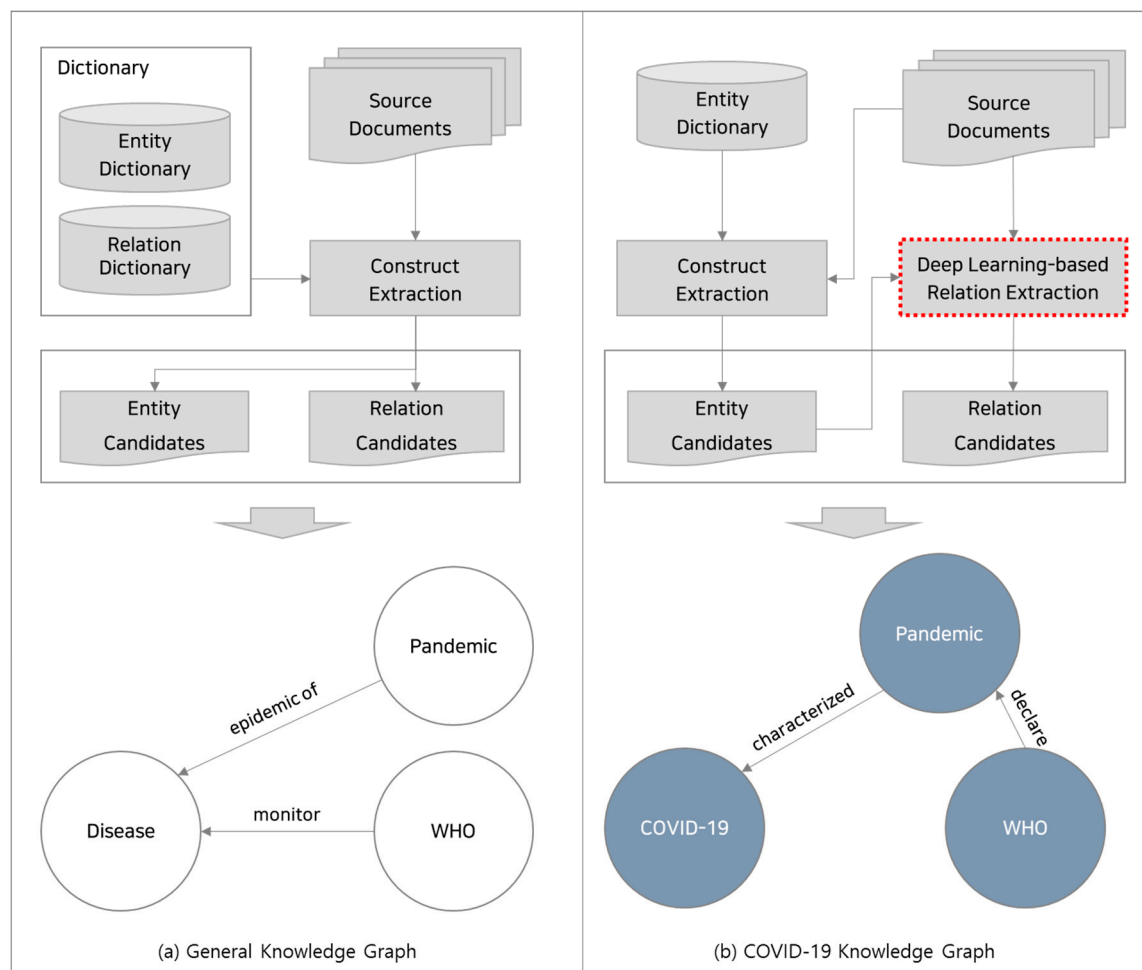 Dictionary
Entity
Dictionary
Relation
Dictionary
Source
Documents
Construct
Extraction
Entity
Candidates
Relation
Candidates
Pandemic
epidemic of
Disease
monitor
WHO
(a) General Knowledge Graph
Entity
Dictionary
Source
Documents
Construct
Extraction
Deep Learning-based
Relation Extraction
Entity
Candidates
Relation
Candidates
Pandemic
characterized
declare
COVID-19
WHO
(b) COVID-19 Knowledge Graph